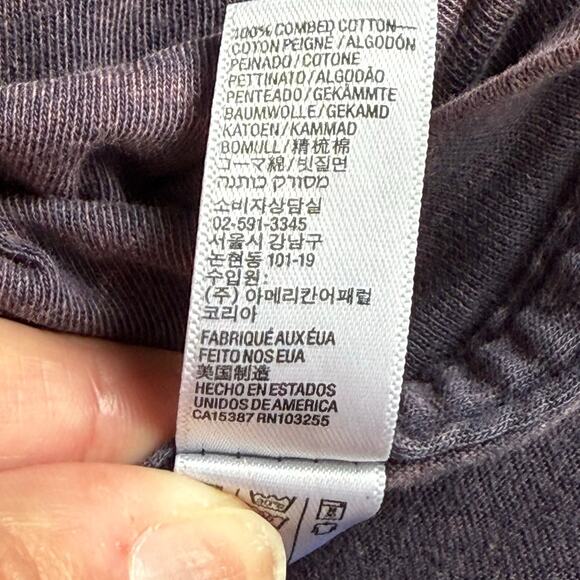 100% COMBED COTTON—
COTON PEIGNE/ALGODÓN
PEINADO/COTONE
PETTINATO/ALGODÃO
PENTEADO/GEKÄMMTE
BAUMWOLLE/GEKAMD
KATOEN/KAMMAD
BOMULL/精梳棉
コーマ綿/빗질면
מסורק כותנה
소비자상담실
02-591-3345
서울시 강남구
논현동 101-19
수입원:
(주) 아메리칸어패럴
코리아
FABRIQUÉ AUX ÉUA
FEITO NOS EUA
美国制造
HECHO EN ESTADOS
UNIDOS DE AMERICA
CA15387 RN103255